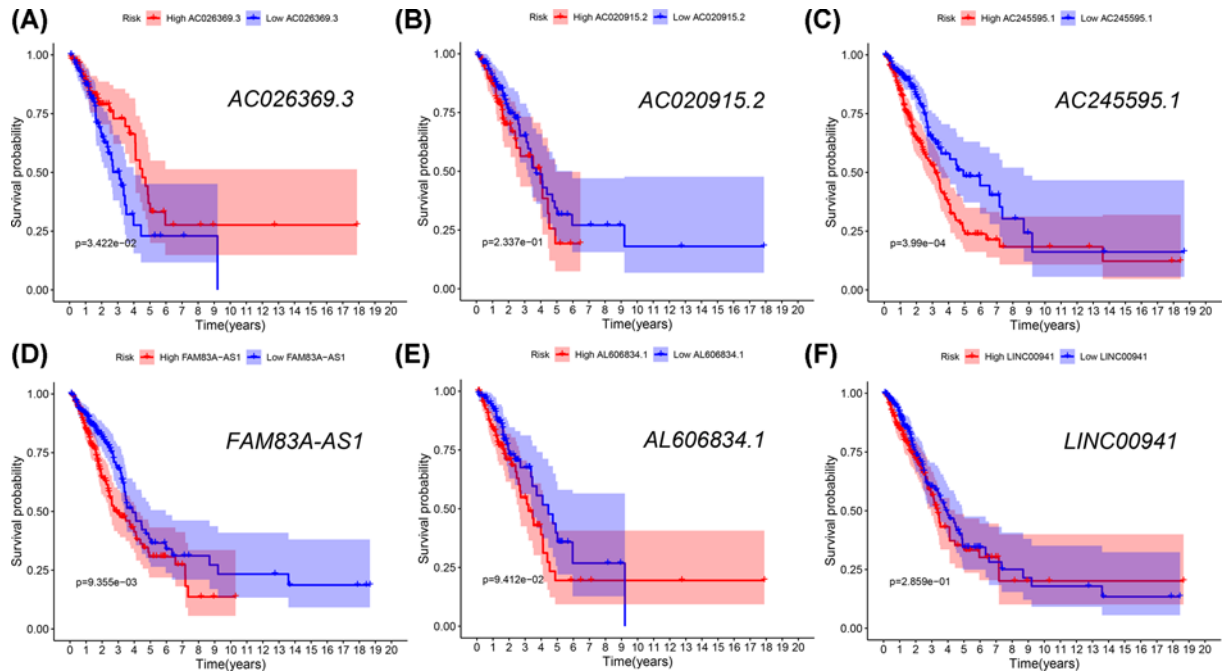 (A)
Risk High AC026369.3 Low AC026369.3
1.00
0.75
0.50
0.25
0.00
Survival probability
AC026369.3
p=3.422e−02
0 1 2 3 4 5 6 7 8 9 10 11 12 13 14 15 16 17 18 19 20
Time(years)
(B)
Risk High AC020915.2 Low AC020915.2
1.00
0.75
0.50
0.25
0.00
Survival probability
AC020915.2
p=2.337e−01
0 1 2 3 4 5 6 7 8 9 10 11 12 13 14 15 16 17 18 19 20
Time(years)
(C)
Risk High AC245595.1 Low AC245595.1
1.00
0.75
0.50
0.25
0.00
Survival probability
AC245595.1
p=3.99e−04
0 1 2 3 4 5 6 7 8 9 10 11 12 13 14 15 16 17 18 19 20
Time(years)
(D)
Risk High FAM83A−AS1 Low FAM83A−AS1
1.00
0.75
0.50
0.25
0.00
Survival probability
FAM83A-AS1
p=9.355e−03
0 1 2 3 4 5 6 7 8 9 10 11 12 13 14 15 16 17 18 19 20
Time(years)
(E)
Risk High AL606834.1 Low AL606834.1
1.00
0.75
0.50
0.25
0.00
Survival probability
AL606834.1
p=9.412e−02
0 1 2 3 4 5 6 7 8 9 10 11 12 13 14 15 16 17 18 19 20
Time(years)
(F)
Risk High LINC00941 Low LINC00941
1.00
0.75
0.50
0.25
0.00
Survival probability
LINC00941
p=2.859e−01
0 1 2 3 4 5 6 7 8 9 10 11 12 13 14 15 16 17 18 19 20
Time(years)